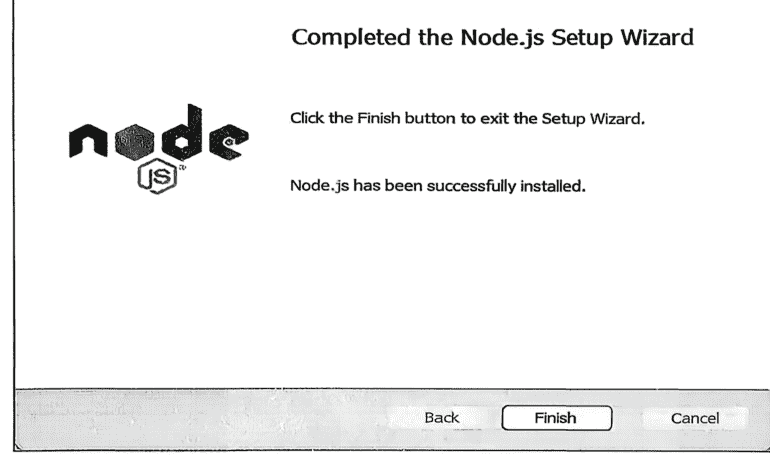 Completed the Node.js Setup Wizard
Click the Finish button to exit the Setup Wizard.
node
JS
®
Node.js has been successfully installed.
Back
Finish
Cancel